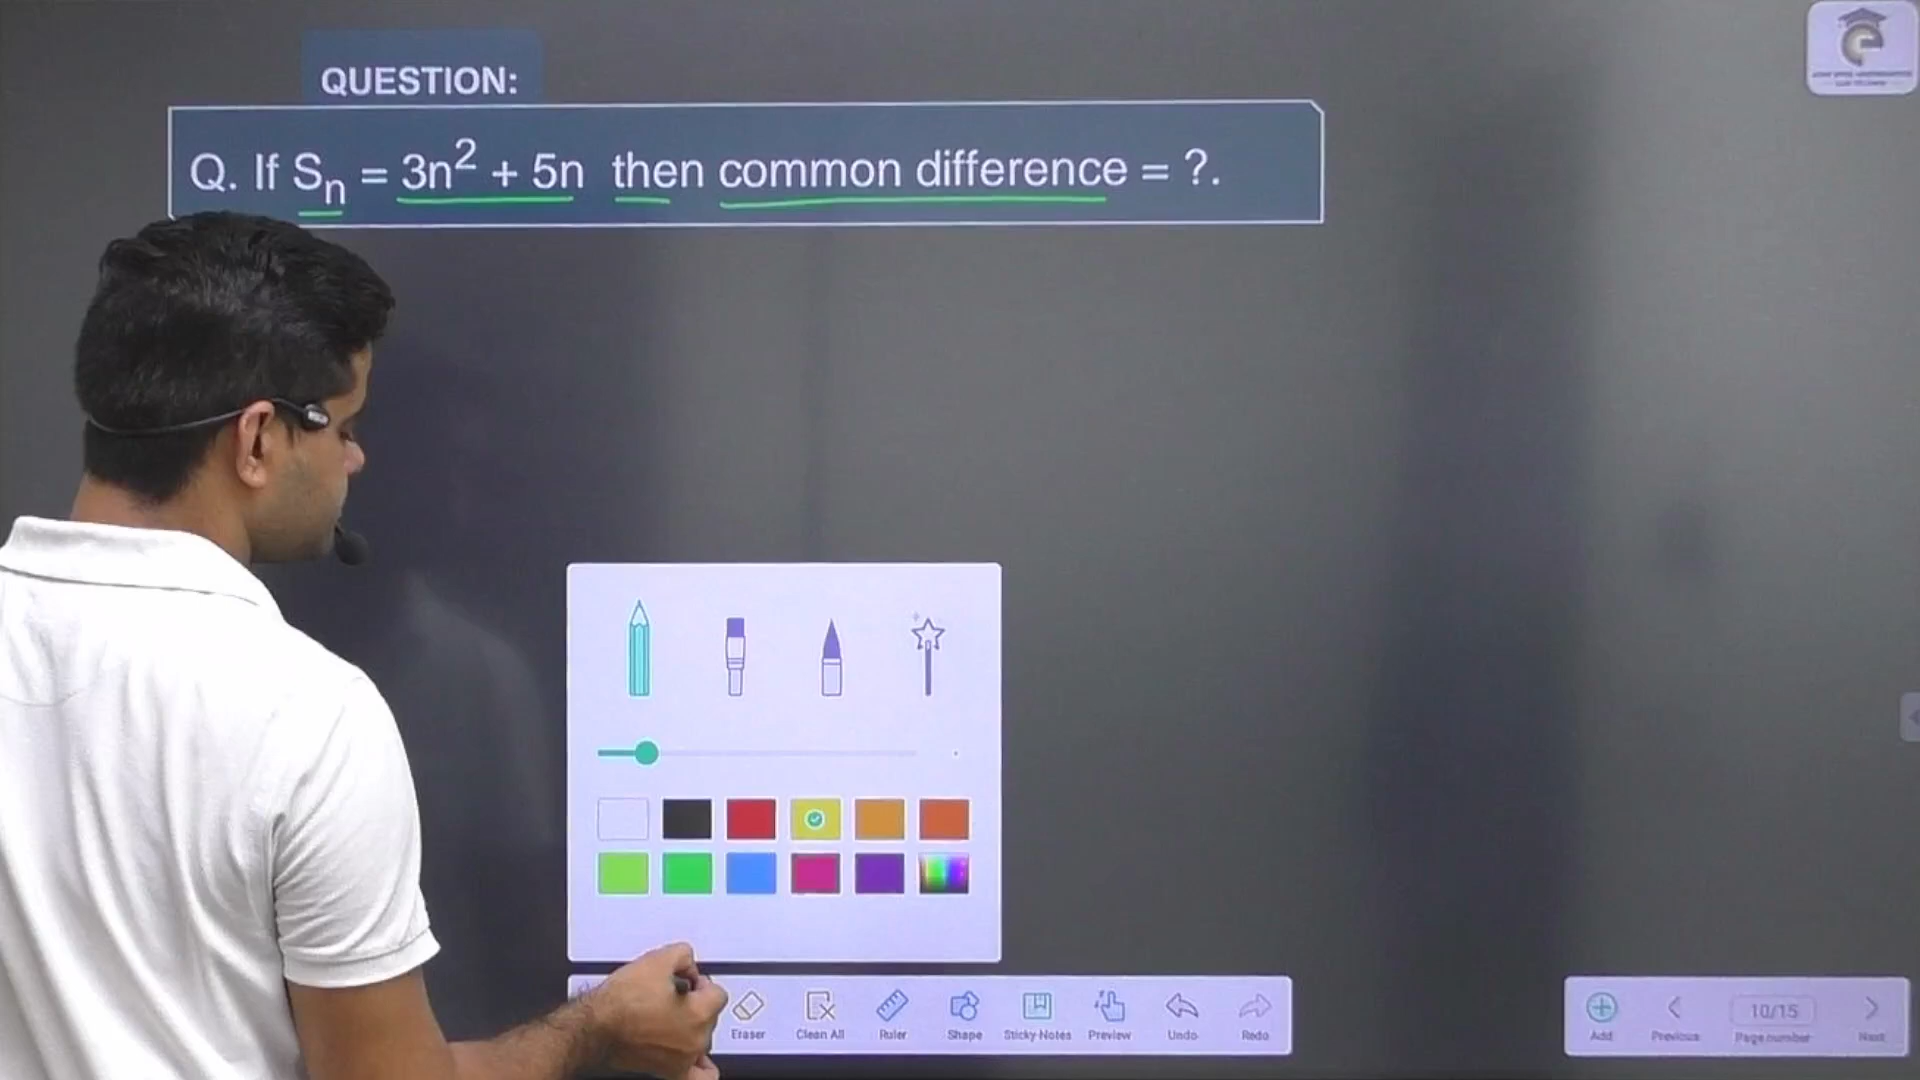 QUESTION:
Q. If Sₙ = 3n² + 5n then common difference = ?.
Eraser
Clean All
Ruler
Shape
Sticky Notes
Preview
Undo
Redo
Add
Previous
10/15
Page number
Next